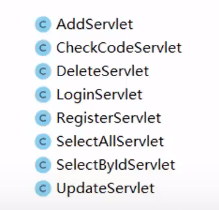 C AddServlet
C CheckCodeServlet
C DeleteServlet
C LoginServlet
C RegisterServlet
C SelectAllServlet
C SelectByIdServlet
C UpdateServlet